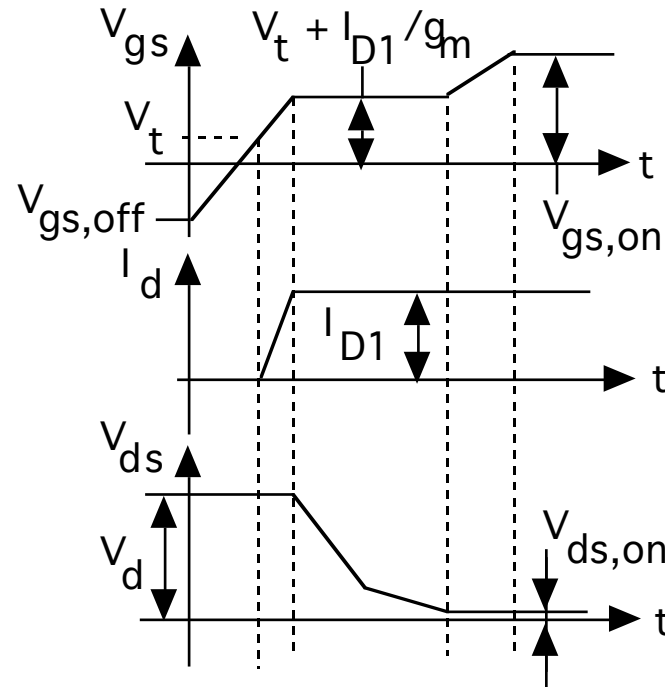 V_gs
V_t + I_D1 /g_m
V_t
t
V_gs,off
V_gs,on
I_d
I_D1
t
V_ds
V_ds,on
V_d
t